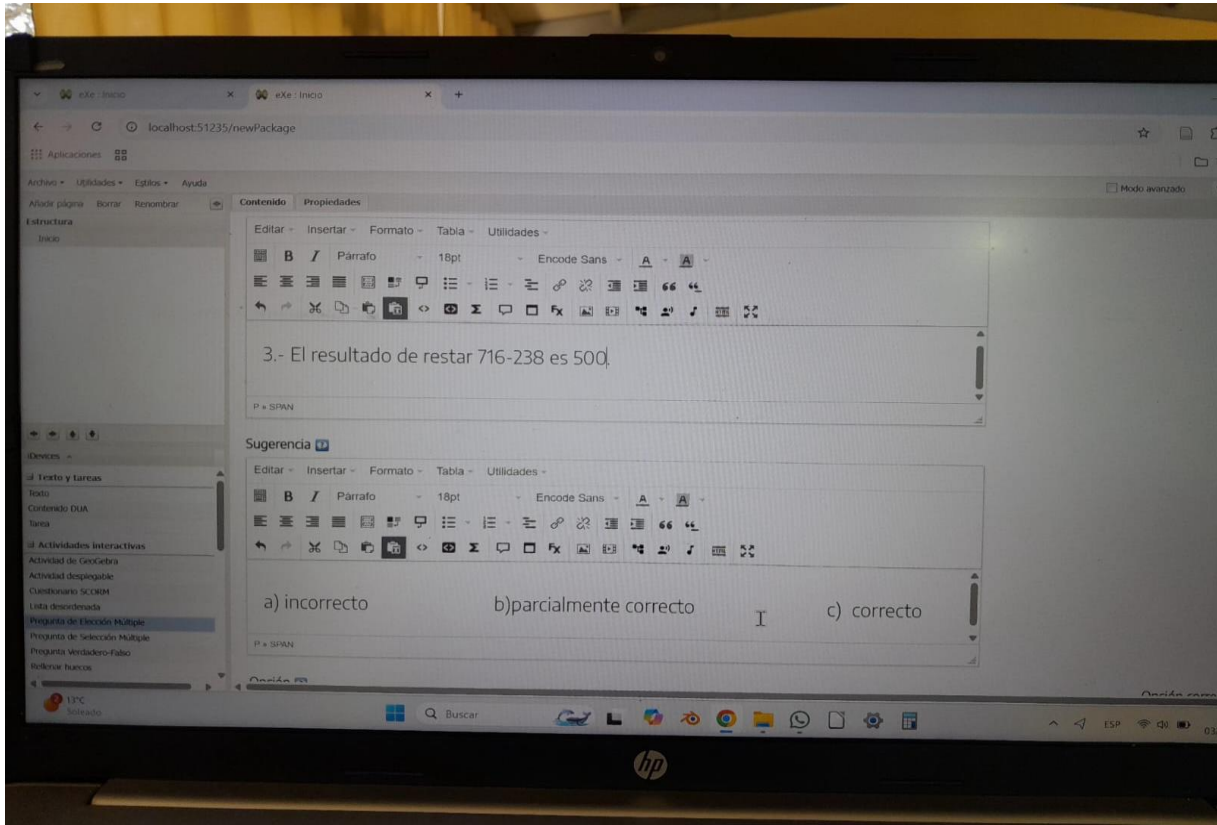 eXe : Inicio
eXe : Inicio
localhost:51235/newPackage
Aplicaciones
Archivo Utilidades Estilos Ayuda
Modo avanzado
Añadir página Borrar Renombrar
Contenido Propiedades
Estructura
Inicio
Editar Insertar Formato Tabla Utilidades
B I Párrafo 18pt Encode Sans A A
3.- El resultado de restar 716-238 es 500.
P » SPAN
Sugerencia
iDevices
Editar Insertar Formato Tabla Utilidades
Texto y tareas
Texto
B I Párrafo 18pt Encode Sans A A
Contenido DUA
Tarea
Actividades interactivas
Actividad de GeoGebra
Actividad desplegable
Cuestionario SCORM
Lista desordenada
a) incorrecto b)parcialmente correcto c) correcto
Pregunta de Elección Múltiple
Pregunta de Selección Múltiple
P » SPAN
Pregunta Verdadero-Falso
Rellenar huecos
Opción
Opción
13°C
Soleado
Buscar
ESP
hp